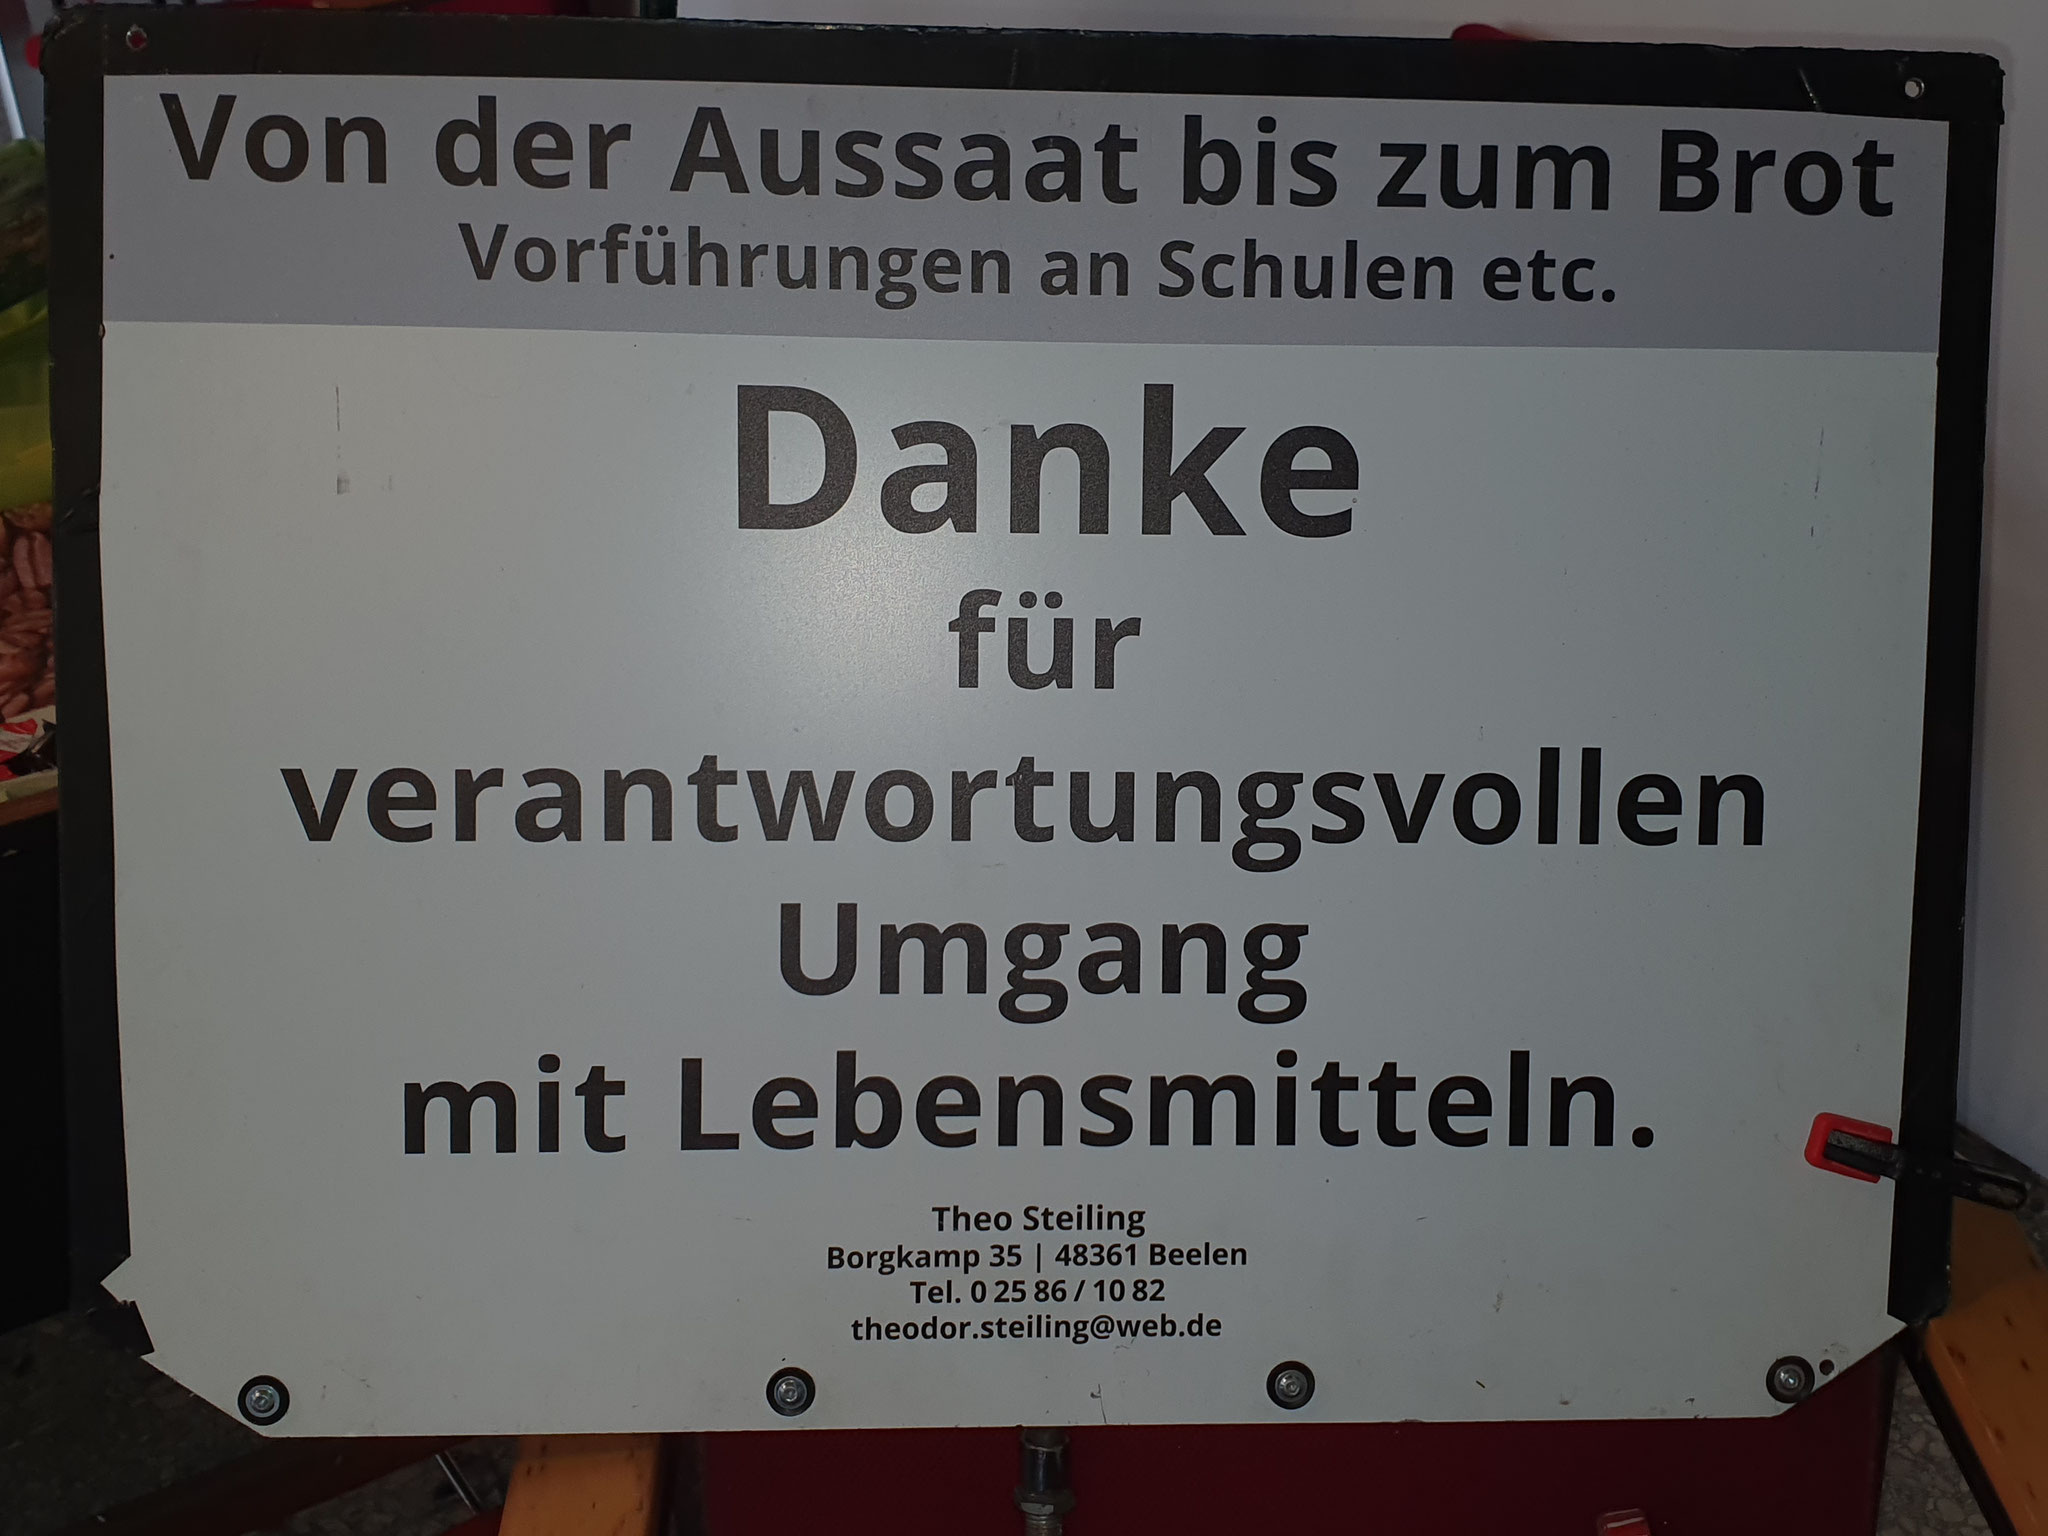 Von der Aussaat bis zum Brot
Vorführungen an Schulen etc.
Danke
für
verantwortungsvollen
Umgang
mit Lebensmitteln.
Theo Steiling
Borgkamp 35 | 48361 Beelen
Tel. 0 25 86 / 10 82
theodor.steiling@web.de